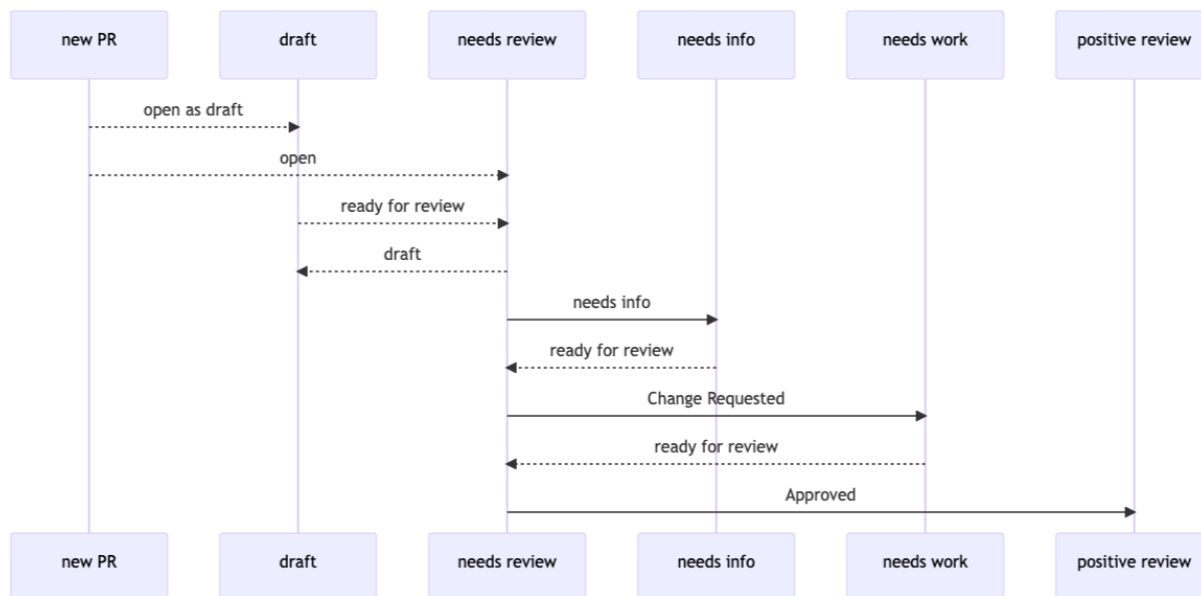 new PR draft needs review needs info needs work positive review
open as draft
open
ready for review
draft
needs info
ready for review
Change Requested
ready for review
Approved
new PR draft needs review needs info needs work positive review